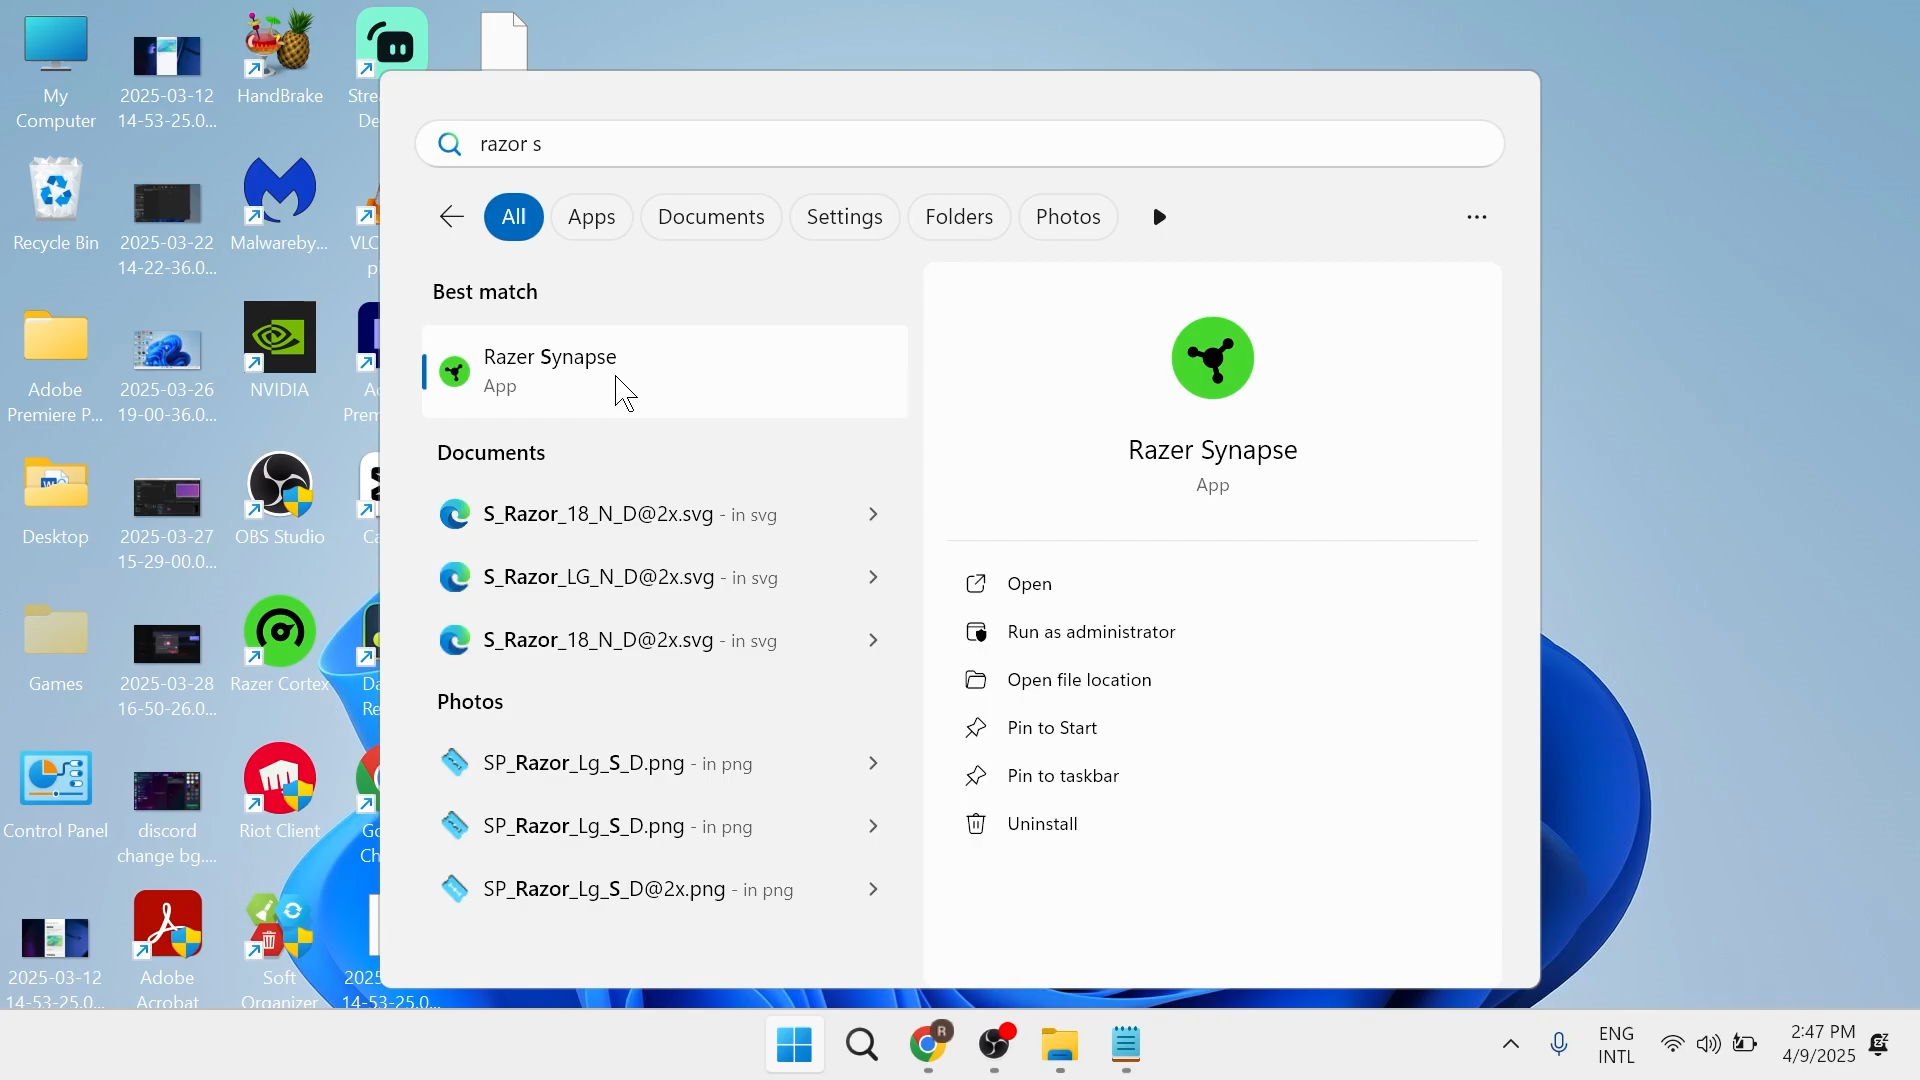 My
Computer
2025-03-12
14-53-25.0...
HandBrake
Recycle Bin
2025-03-22
14-22-36.0...
Malwareby...
Adobe
Premiere P...
2025-03-26
19-00-36.0...
NVIDIA
Desktop
2025-03-27
15-29-00.0...
OBS Studio
Games
2025-03-28
16-50-26.0...
Razer Cortex
Control Panel
discord
change bg....
Riot Client
2025-03-12
14-53-25.0...
Adobe
Acrobat
Soft
Organizer
14-53-25.0...
razor s
All
Apps
Documents
Settings
Folders
Photos
Best match
Razer Synapse
App
Documents
S_Razor_18_N_D@2x.svg - in svg
S_Razor_LG_N_D@2x.svg - in svg
S_Razor_18_N_D@2x.svg - in svg
Photos
SP_Razor_Lg_S_D.png - in png
SP_Razor_Lg_S_D.png - in png
SP_Razor_Lg_S_D@2x.png - in png
Razer Synapse
App
Open
Run as administrator
Open file location
Pin to Start
Pin to taskbar
Uninstall
R
ENG
INTL
2:47 PM
4/9/2025